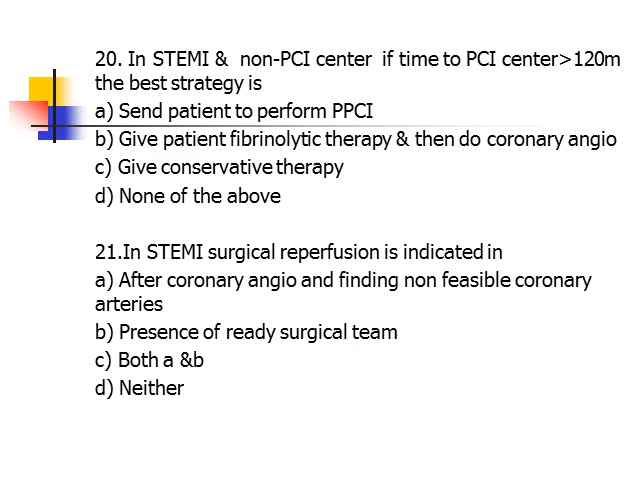 20. In STEMI & non-PCI center if time to PCI center>120m
the best strategy is
a) Send patient to perform PPCI
b) Give patient fibrinolytic therapy & then do coronary angio
c) Give conservative therapy
d) None of the above
21.In STEMI surgical reperfusion is indicated in
a) After coronary angio and finding non feasible coronary
arteries
b) Presence of ready surgical team
c) Both a &b
d) Neither